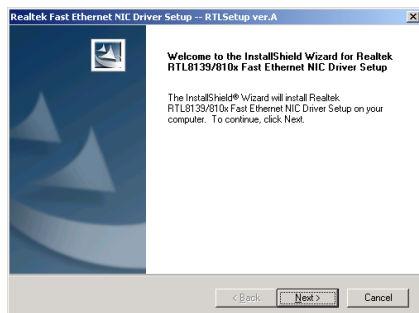 Realtek Fast Ethernet NIC Driver Setup -- RTLSetup ver.A
Welcome to the InstallShield Wizard for Realtek
RTL8139/810x Fast Ethernet NIC Driver Setup
The InstallShield® Wizard will install Realtek
RTL8139/810x Fast Ethernet NIC Driver Setup on your
computer. To continue, click Next.
< Back
Next >
Cancel